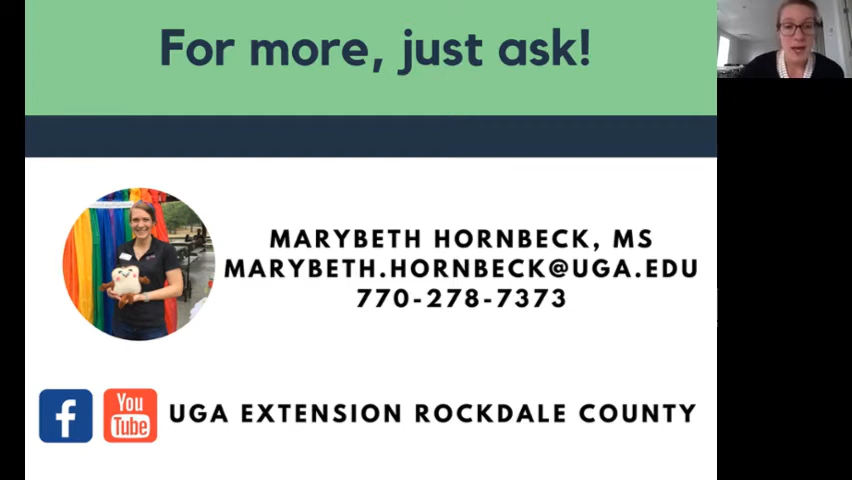 For more, just ask!
MARYBETH HORNBECK, MS
MARYBETH.HORNBECK@UGA.EDU
770-278-7373
f You
Tube UGA EXTENSION ROCKDALE COUNTY